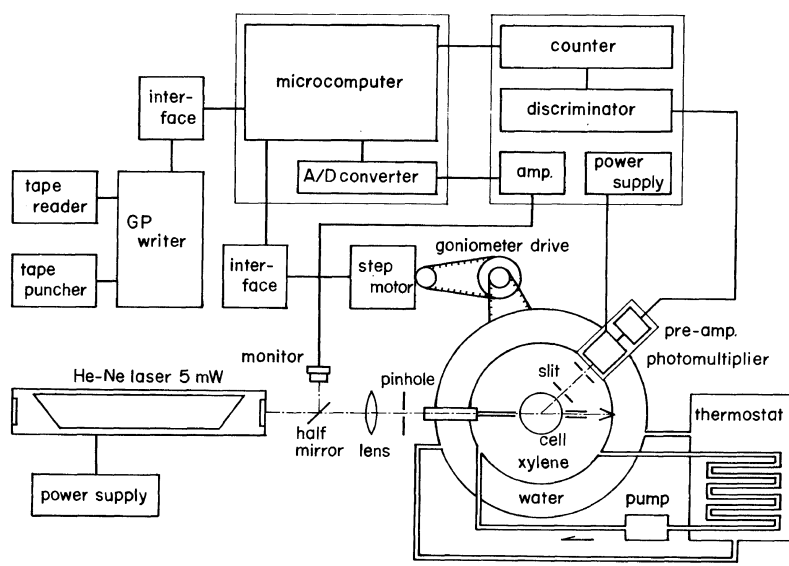 counter
microcomputer
inter-
face
discriminator
A/D converter
amp.
power
supply
tape
reader
GP
writer
goniometer drive
inter-
face
step
motor
tape
puncher
pre-amp.
photomultiplier
monitor
slit
He-Ne laser 5 mW
pinhole
thermostat
half
mirror
lens
cell
xylene
power supply
water
pump